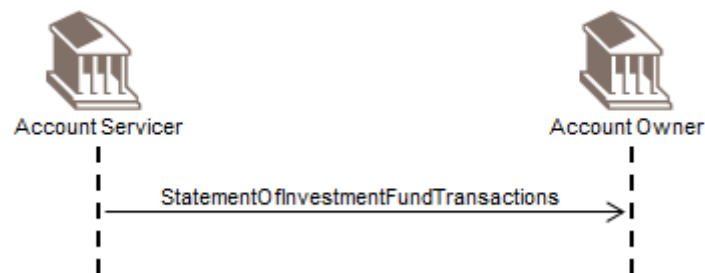 Account Servicer
Account Owner
StatementOfInvestmentFundTransactions